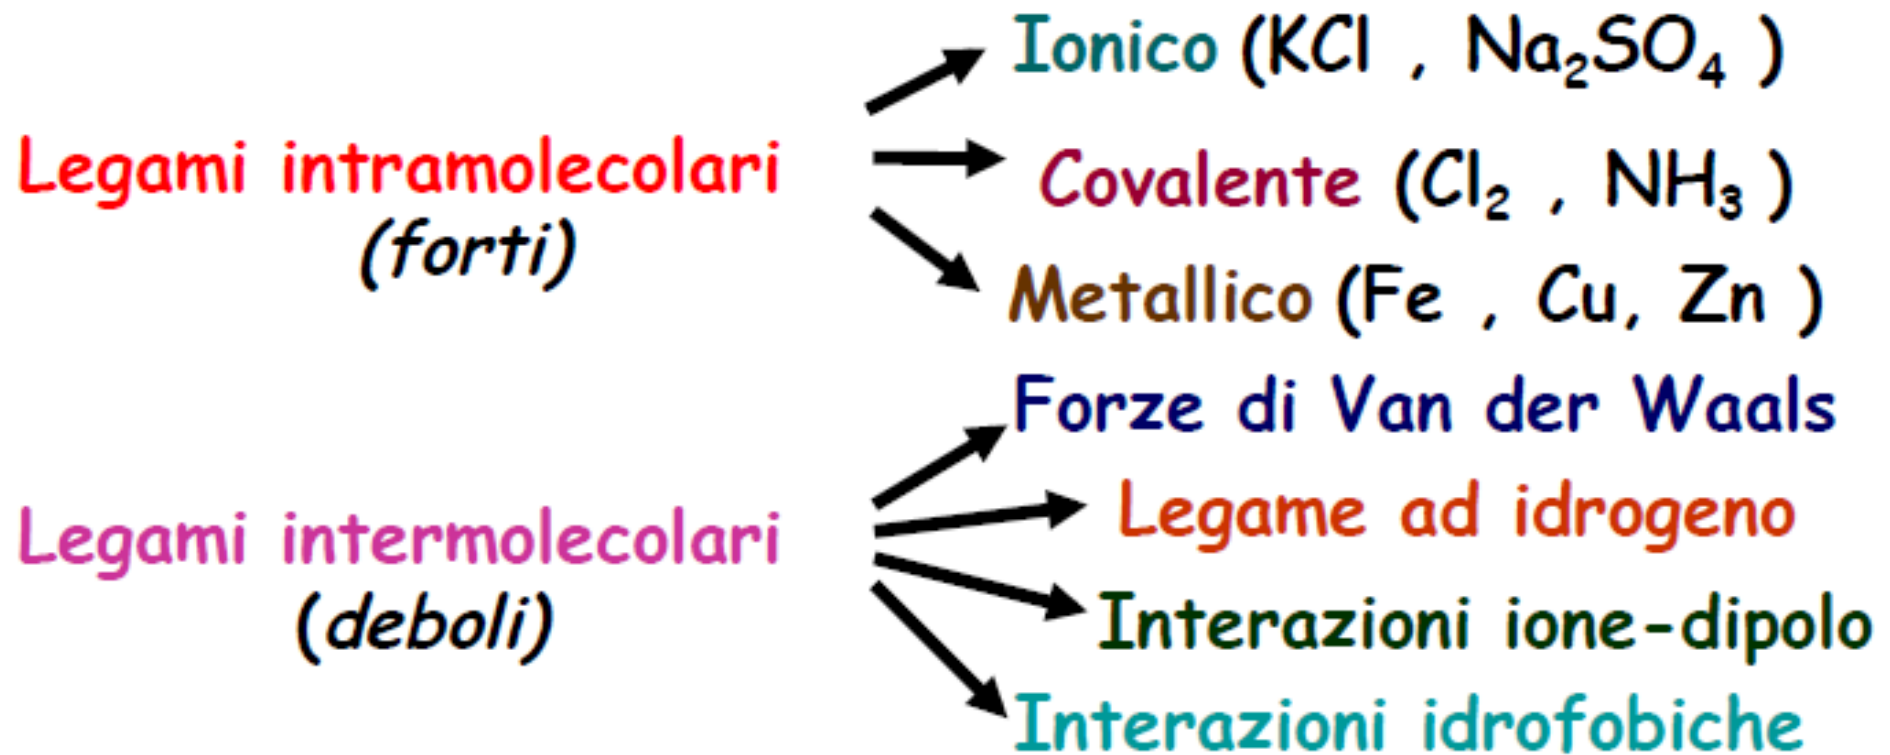 Legami intramolecolari
(forti)
Ionico (KCl , Na₂SO₄ )
Covalente (Cl₂ , NH₃ )
Metallico (Fe , Cu, Zn )
Legami intermolecolari
(deboli)
Forze di Van der Waals
Legame ad idrogeno
Interazioni ione-dipolo
Interazioni idrofobiche